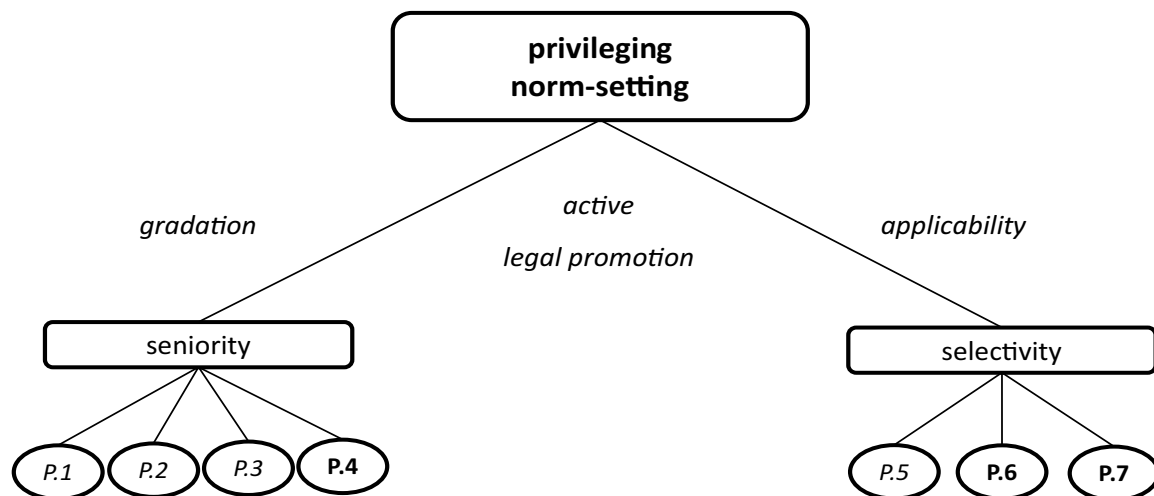 privileging
norm-setting
gradation
active
applicability
legal promotion
seniority
selectivity
P.1
P.2
P.3
P.4
P.5
P.6
P.7